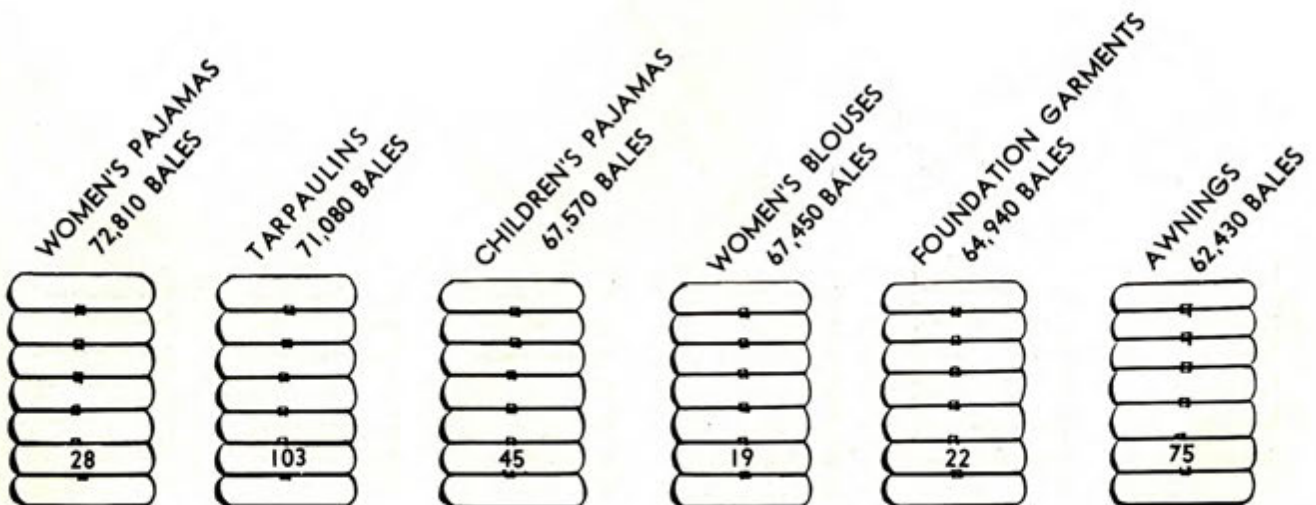 WOMEN'S PAJAMAS
72,810 BALES
TARPAULINS
71,080 BALES
CHILDREN'S PAJAMAS
67,570 BALES
WOMEN'S BLOUSES
67,450 BALES
FOUNDATION GARMENTS
64,940 BALES
AWNINGS
62,430 BALES
28
103
45
19
22
75